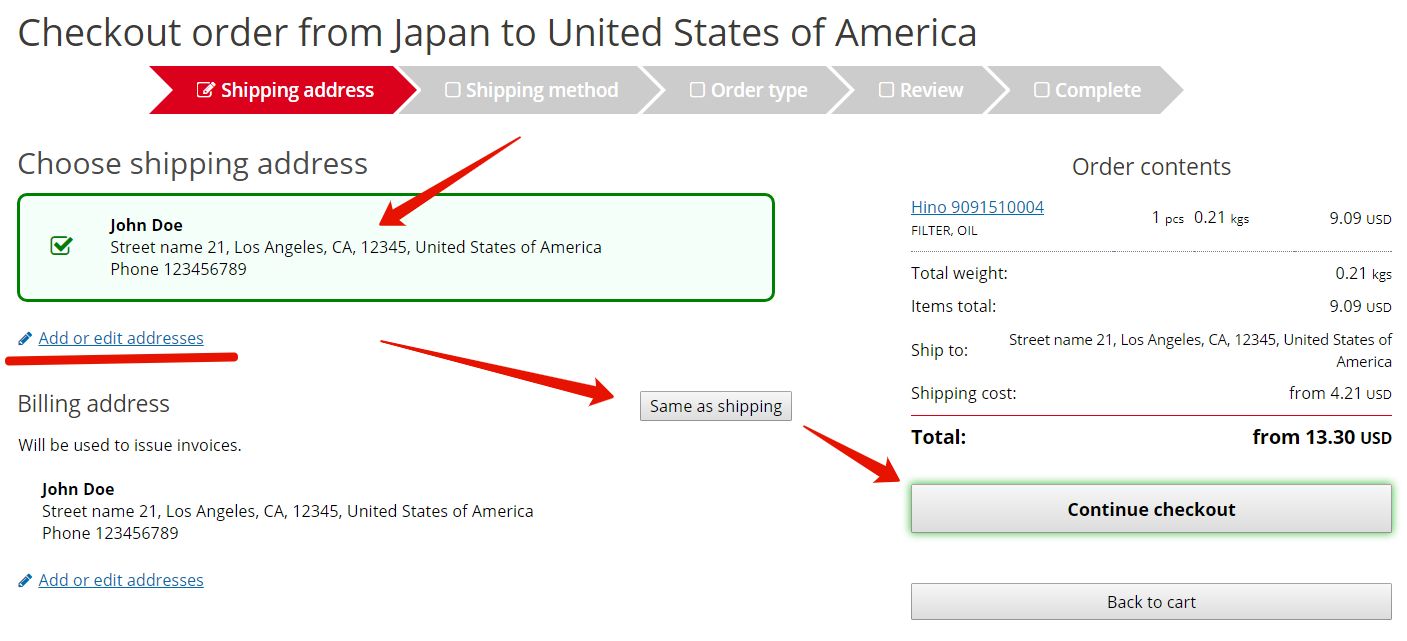 Checkout order from Japan to United States of America
Shipping address
Shipping method
Order type
Review
Complete
Choose shipping address
John Doe
Street name 21, Los Angeles, CA, 12345, United States of America
Phone 123456789
Add or edit addresses
Billing address
Same as shipping
Will be used to issue invoices.
John Doe
Street name 21, Los Angeles, CA, 12345, United States of America
Phone 123456789
Add or edit addresses
Order contents
Hino 9091510004 1 pcs 0.21 kgs 9.09 USD
FILTER, OIL
Total weight: 0.21 kgs
Items total: 9.09 USD
Ship to: Street name 21, Los Angeles, CA, 12345, United States of
America
Shipping cost: from 4.21 USD
Total: from 13.30 USD
Continue checkout
Back to cart